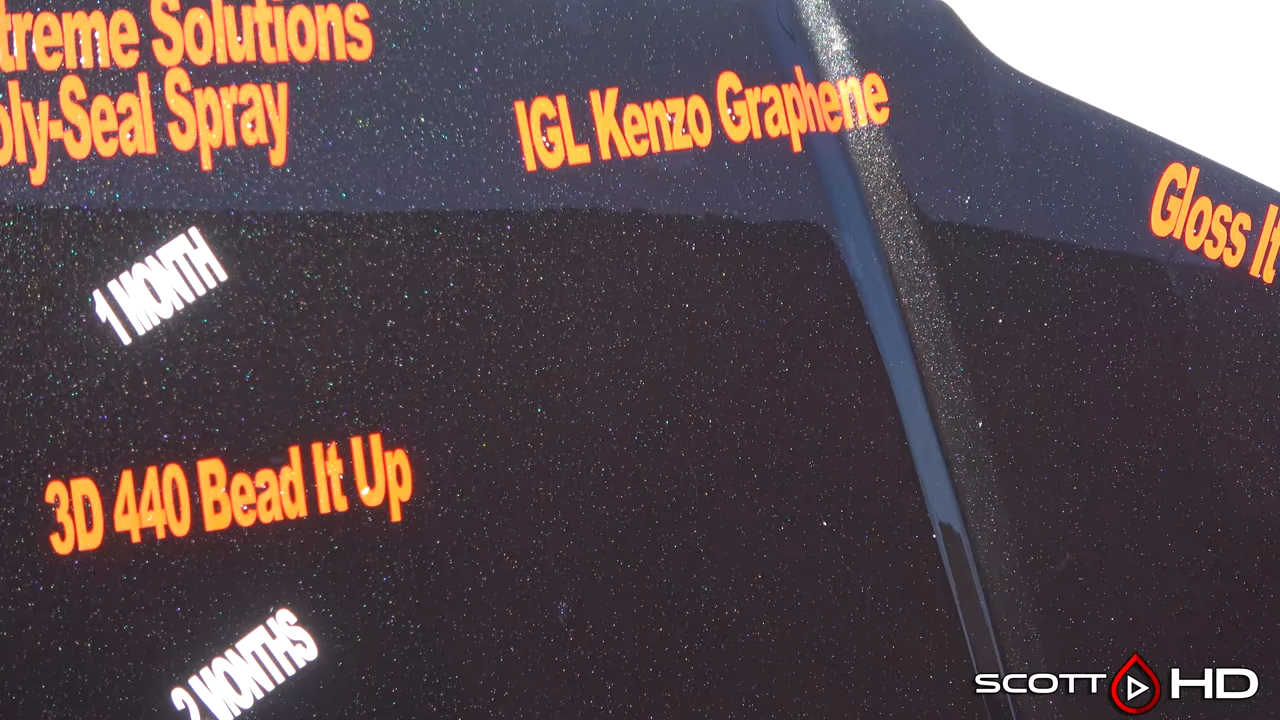 treme Solutions
oly-Seal Spray
IGL Kenzo Graphene
Gloss It
1 MONTH
3D 440 Bead It Up
2 MONTHS
SCOTT HD